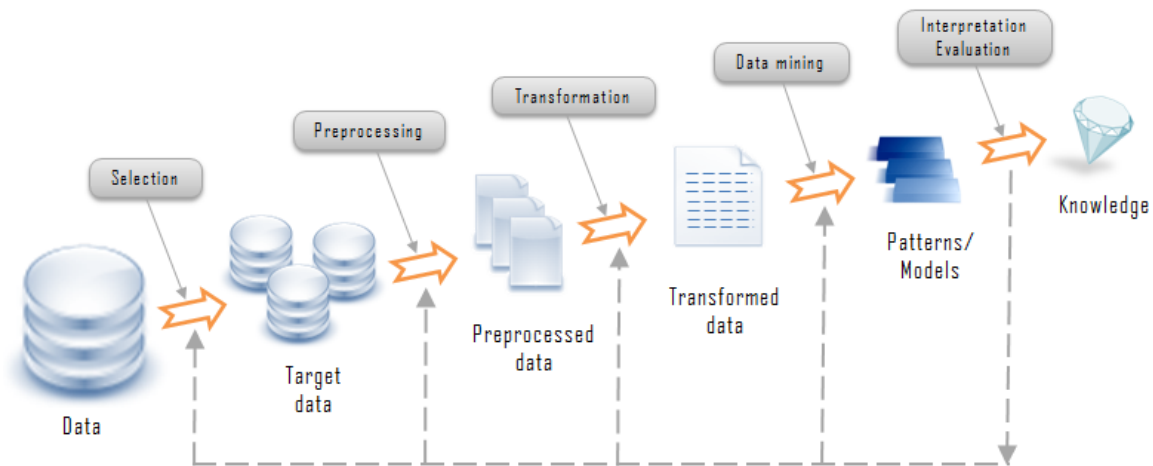 Interpretation
Evaluation
Data mining
Transformation
Preprocessing
Selection
Knowledge
Patterns/
Models
Transformed
data
Preprocessed
data
Target
data
Data